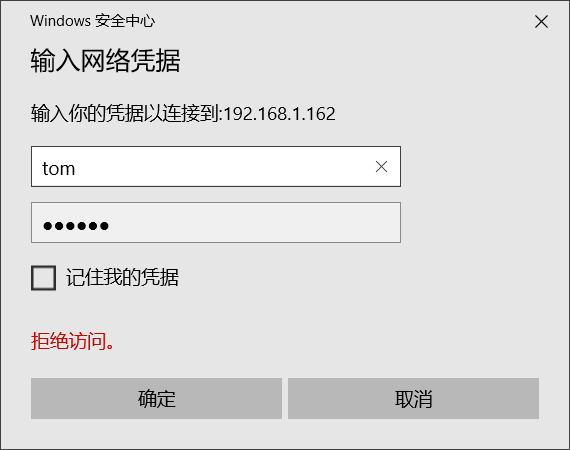 Windows 安全中心
输入网络凭据
输入你的凭据以连接到:192.168.1.162
tom
●●●●●●
记住我的凭据
拒绝访问。
确定
取消